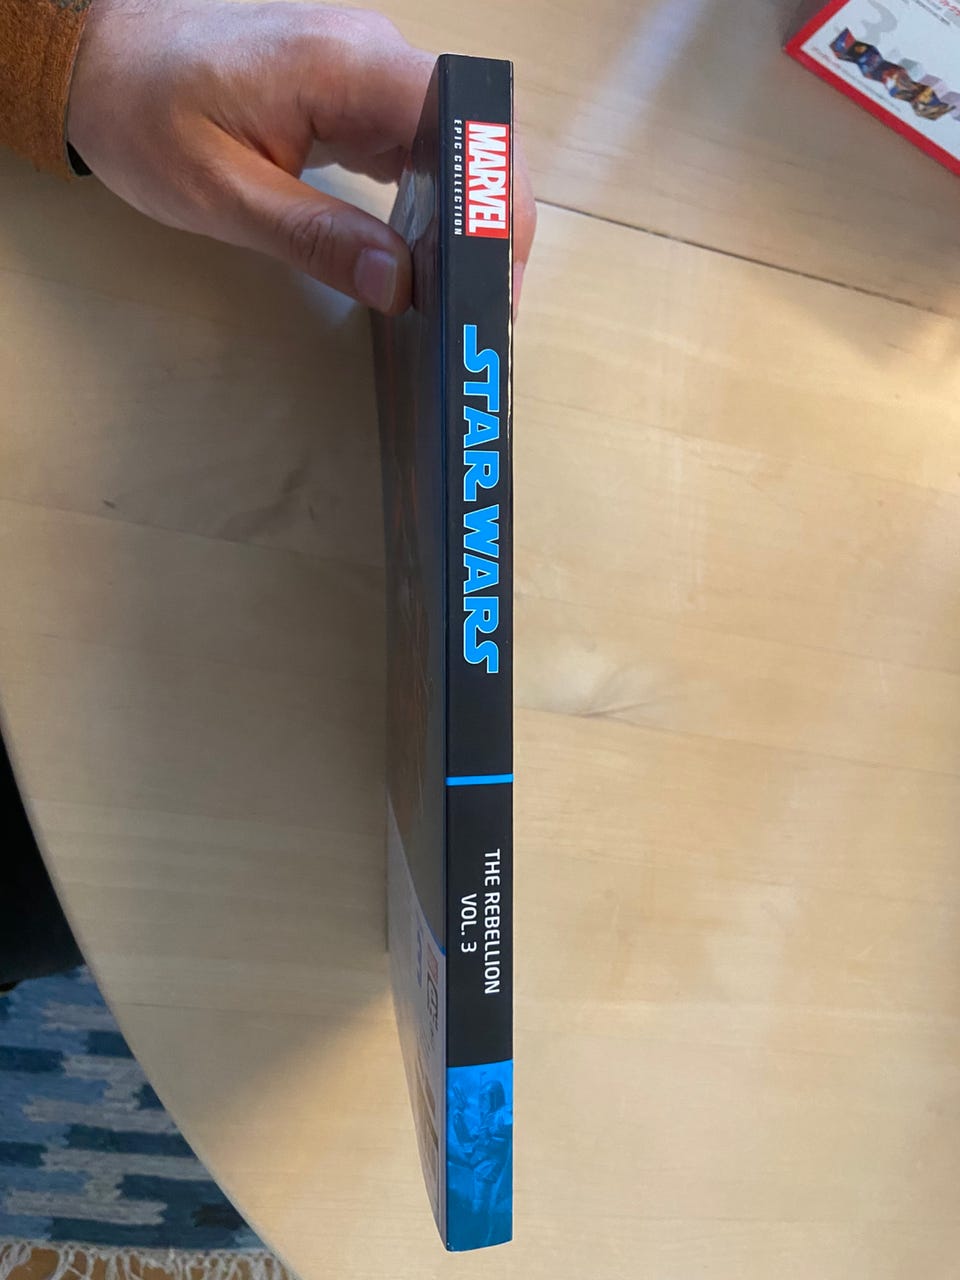 MARVEL
EPIC COLLECTION
STAR WARS
THE REBELLION
VOL. 3